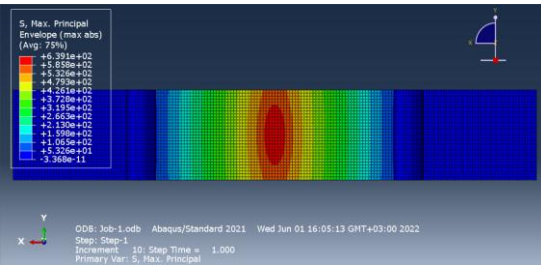 S, Max. Principal
Envelope (max abs)
(Avg: 75%)
+6.391e+02
+5.858e+02
+5.326e+02
+4.793e+02
+4.261e+02
+3.728e+02
+3.195e+02
+2.663e+02
+2.130e+02
+1.598e+02
+1.065e+02
+5.326e+01
-3.368e-11
Y
X
Y
X
ODB: Job-1.odb Abaqus/Standard 2021 Wed Jun 01 16:05:13 GMT+03:00 2022
Step: Step-1
Increment 10: Step Time = 1.000
Primary Var: S, Max. Principal